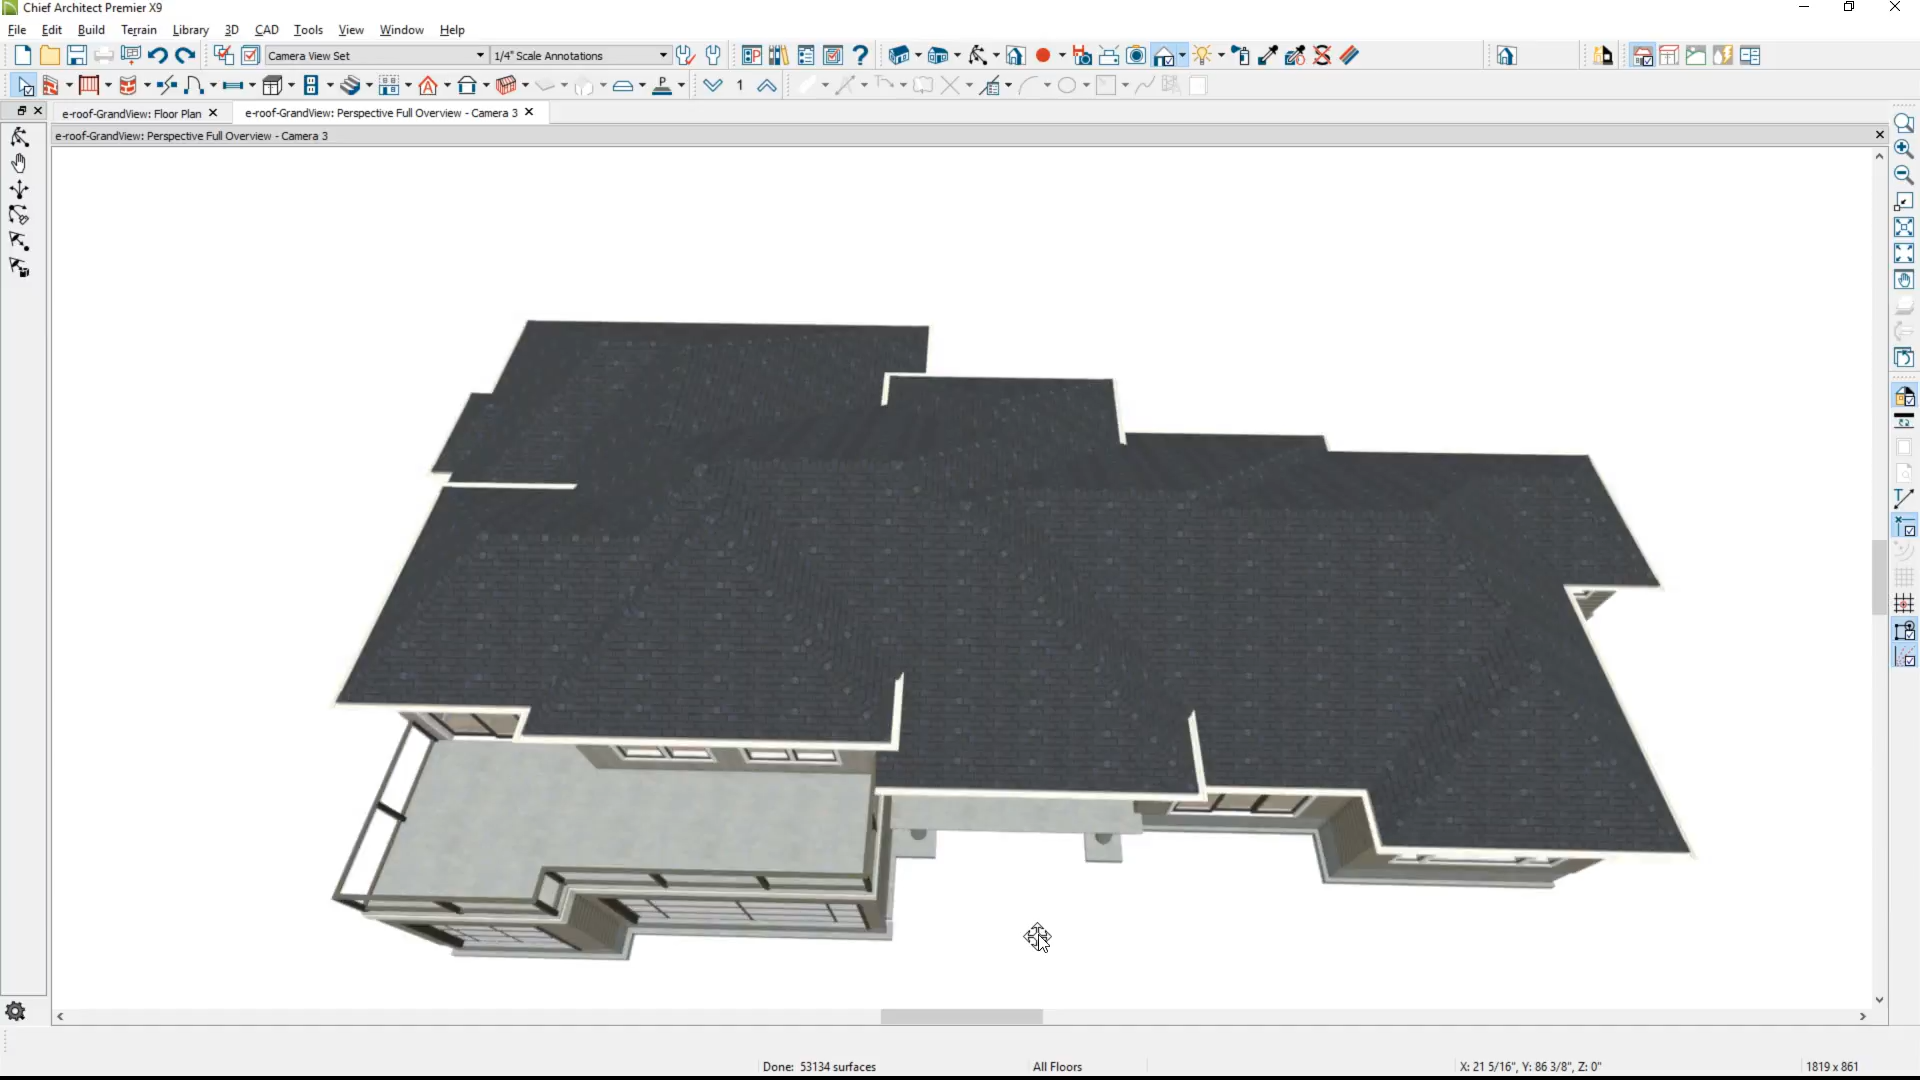 Chief Architect Premier X9
File Edit Build Terrain Library 3D CAD Tools View Window Help
Camera View Set 1/4" Scale Annotations
1
P
e-roof-GrandView: Floor Plan e-roof-GrandView: Perspective Full Overview - Camera 3
e-roof-GrandView: Perspective Full Overview - Camera 3
Done: 53134 surfaces All Floors X: 21 5/16", Y: 86 3/8", Z: 0" 1819 x 861